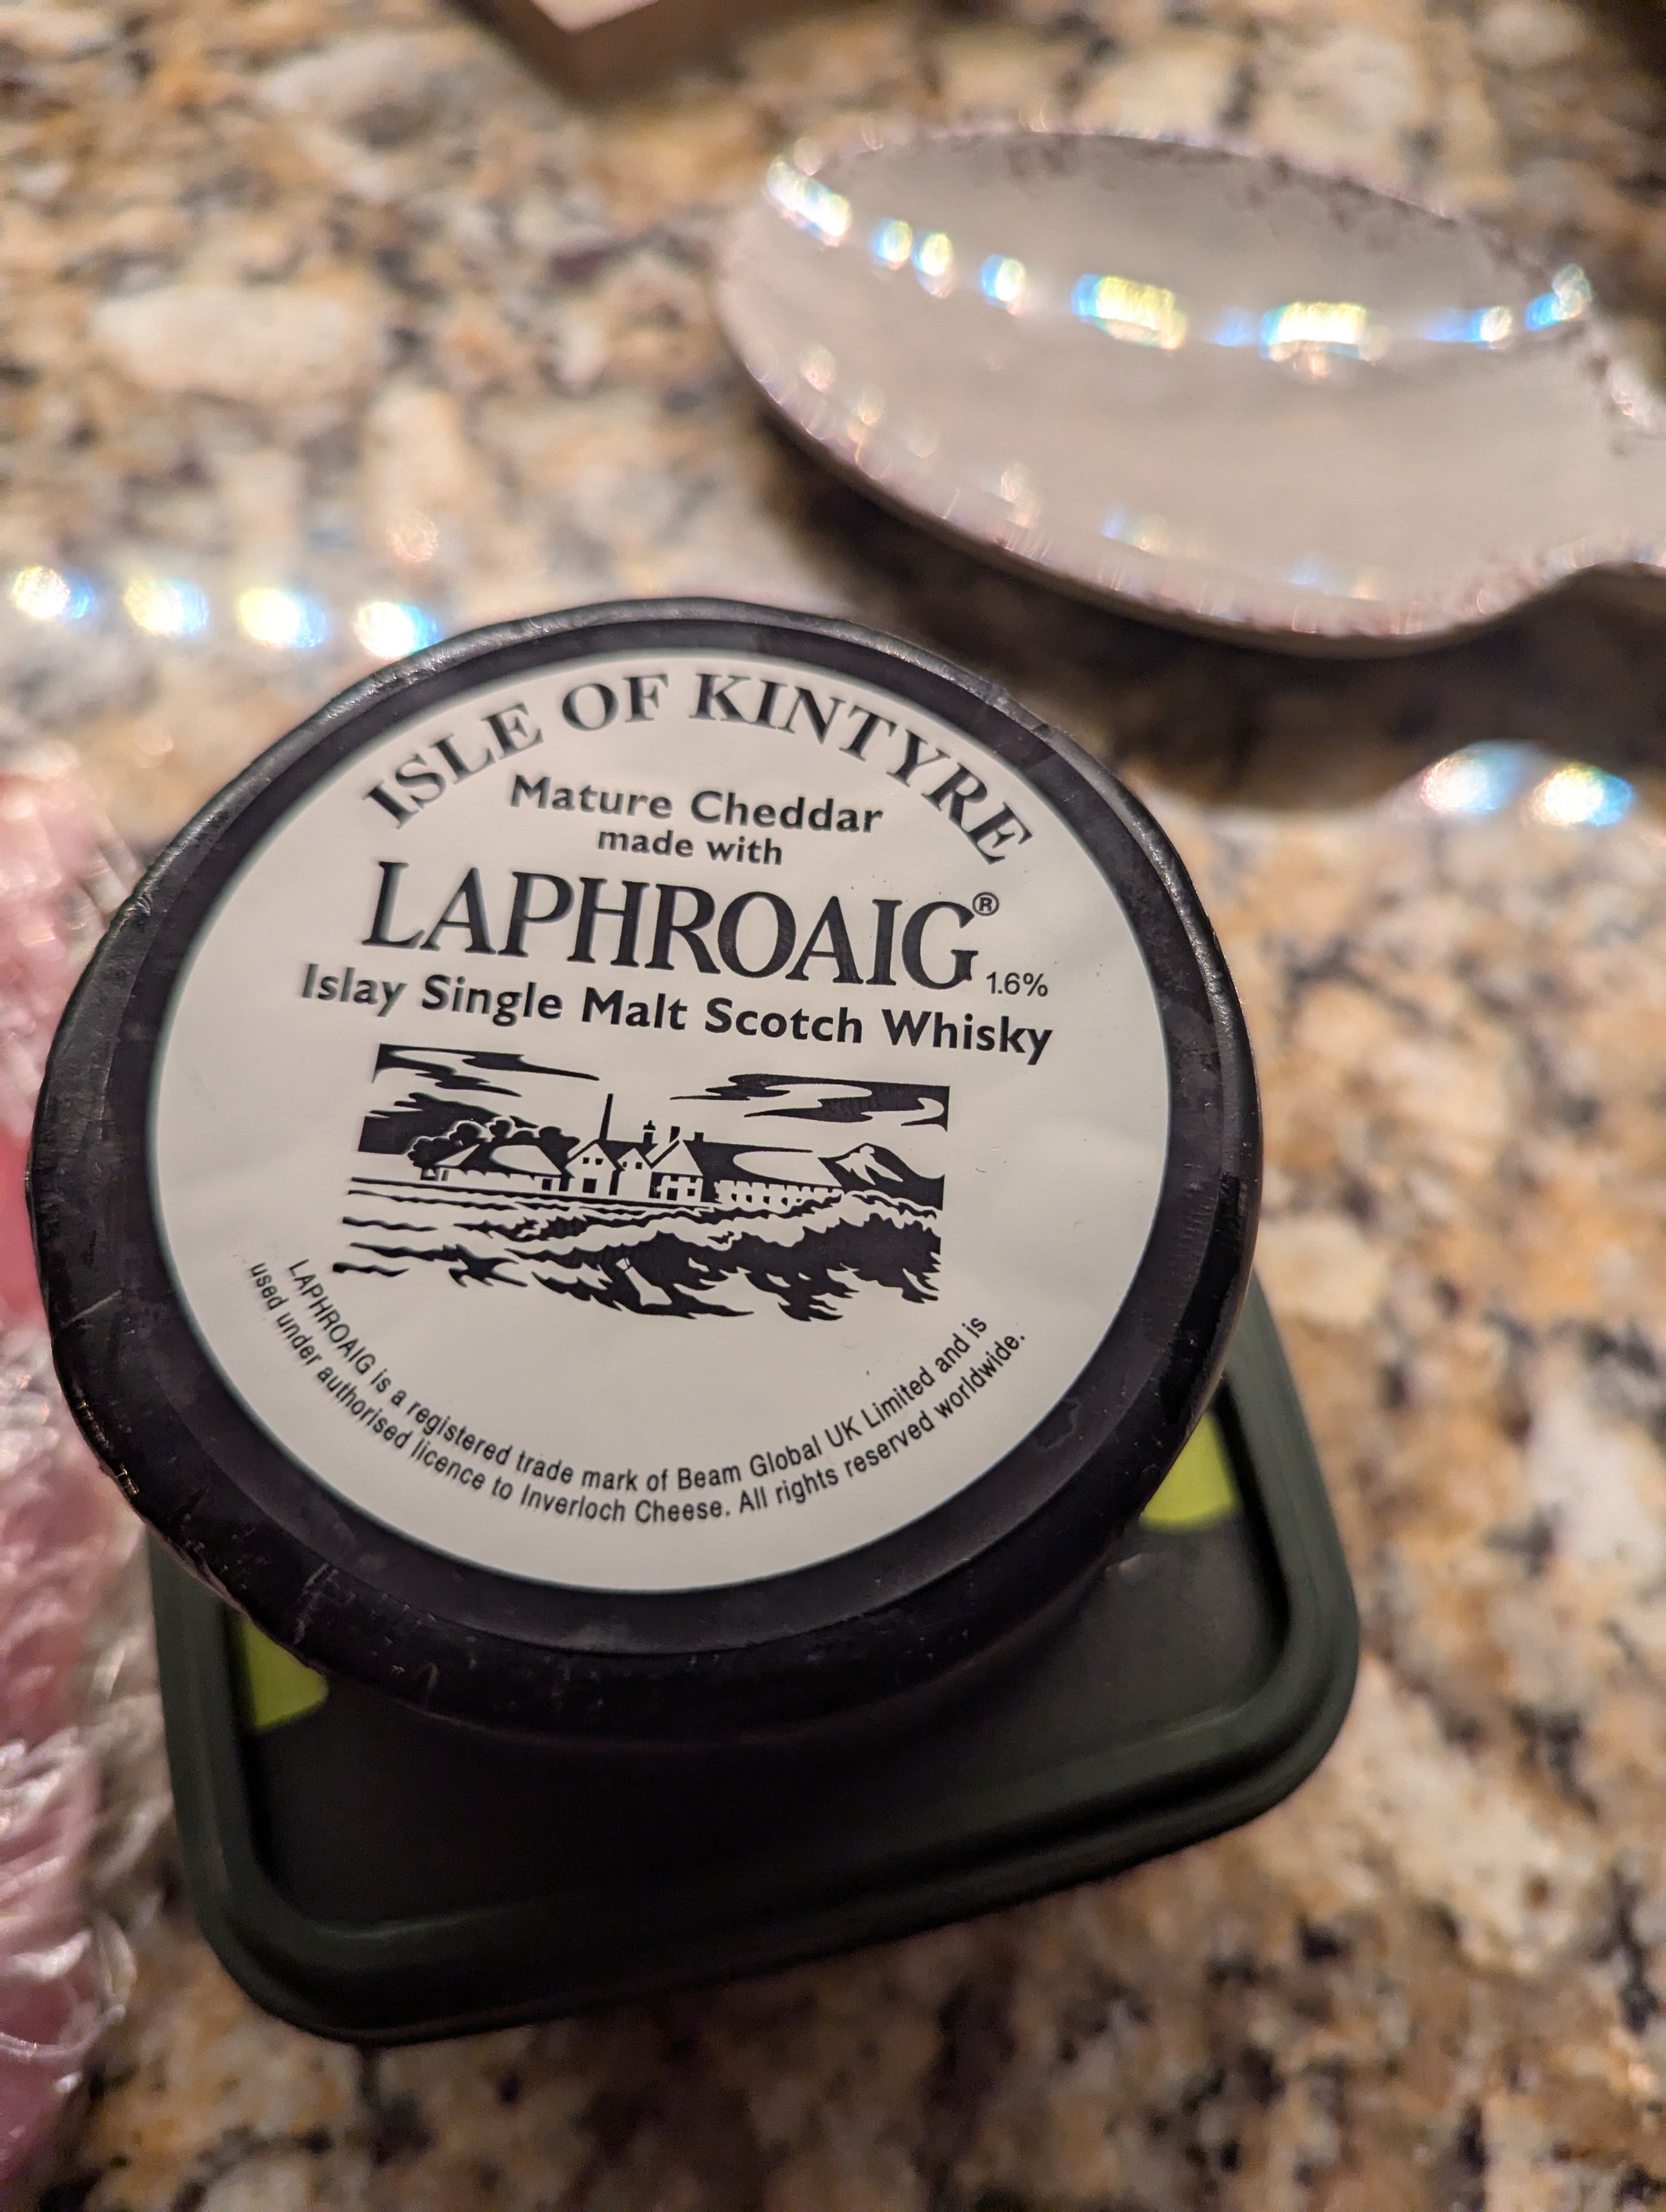 ISLE OF KINTYRE
Mature Cheddar
made with
LAPHROAIG®
1.6%
Islay Single Malt Scotch Whisky
LAPHROAIG is a registered trade mark of Beam Global UK Limited and is
used under authorised licence to Inverloch Cheese. All rights reserved worldwide.